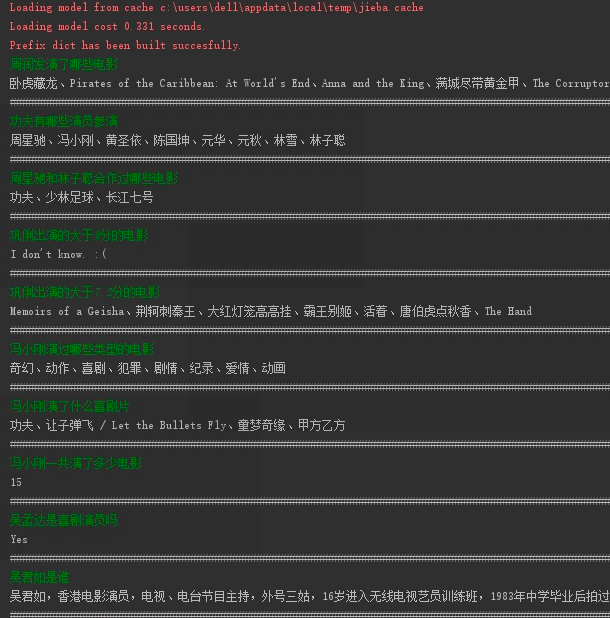 Loading model from cache c:\users\dell\appdata\local\temp\jieba.cache
Loading model cost 0.331 seconds.
Prefix dict has been built succesfully.
周润发演了哪些电影
卧虎藏龙、Pirates of the Caribbean: At World's End、Anna and the King、满城尽带黄金甲、The Corruptor
功夫有哪些演员参演
周星驰、冯小刚、黄圣依、陈国坤、元华、元秋、林雪、林子聪
周星驰和林子聪合作过哪些电影
功夫、少林足球、长江七号
巩俐出演的大于8分的电影
I don't know. :(
巩俐出演的大于7.2分的电影
Memoirs of a Geisha、荆轲刺秦王、大红灯笼高高挂、霸王别姬、活着、唐伯虎点秋香、The Hand
冯小刚演过哪些类型的电影
奇幻、动作、喜剧、犯罪、剧情、纪录、爱情、动画
冯小刚演了什么喜剧片
功夫、让子弹飞 / Let the Bullets Fly、童梦奇缘、甲方乙方
冯小刚一共演了多少电影
15
吴孟达是喜剧演员吗
Yes
吴君如是谁
吴君如，香港电影演员，电视、电台节目主持，外号三姑，16岁进入无线电视艺员训练班，1983年中学毕业后拍过